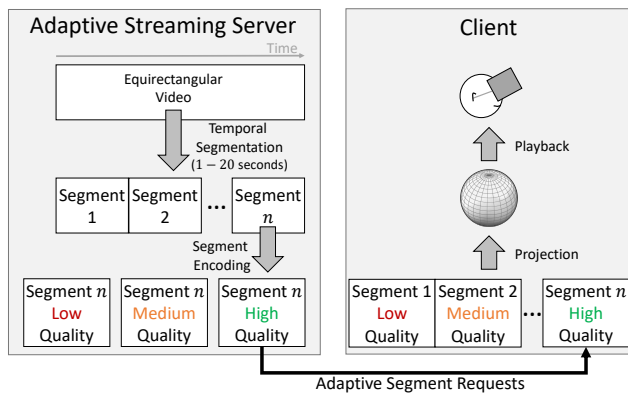 Adaptive Streaming Server
Time
Equirectangular
Video
Temporal
Segmentation
(1 − 20 seconds)
Segment
1
Segment
2
...
Segment
n
Segment
Encoding
Segment n
Low
Quality
Segment n
Medium
Quality
Segment n
High
Quality
Client
Playback
Projection
Segment 1
Low
Quality
Segment 2
Medium
Quality
...
Segment n
High
Quality
Adaptive Segment Requests